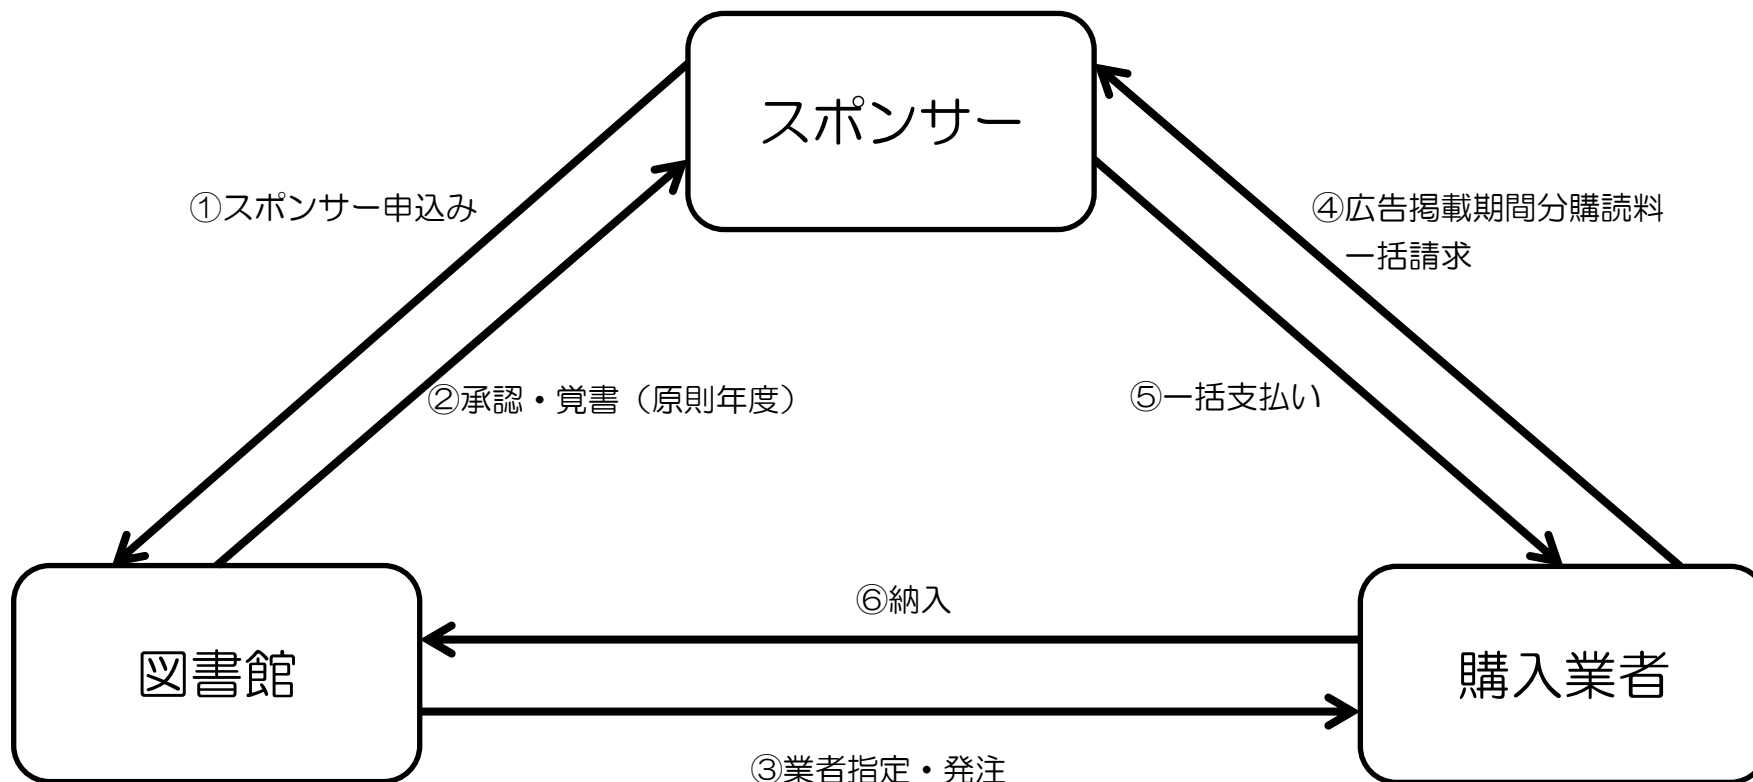 スポンサー
①スポンサー申込み
④広告掲載期間分購読料
一括請求
②承認・覚書（原則年度）
⑤一括支払い
⑥納入
図書館
購入業者
③業者指定・発注